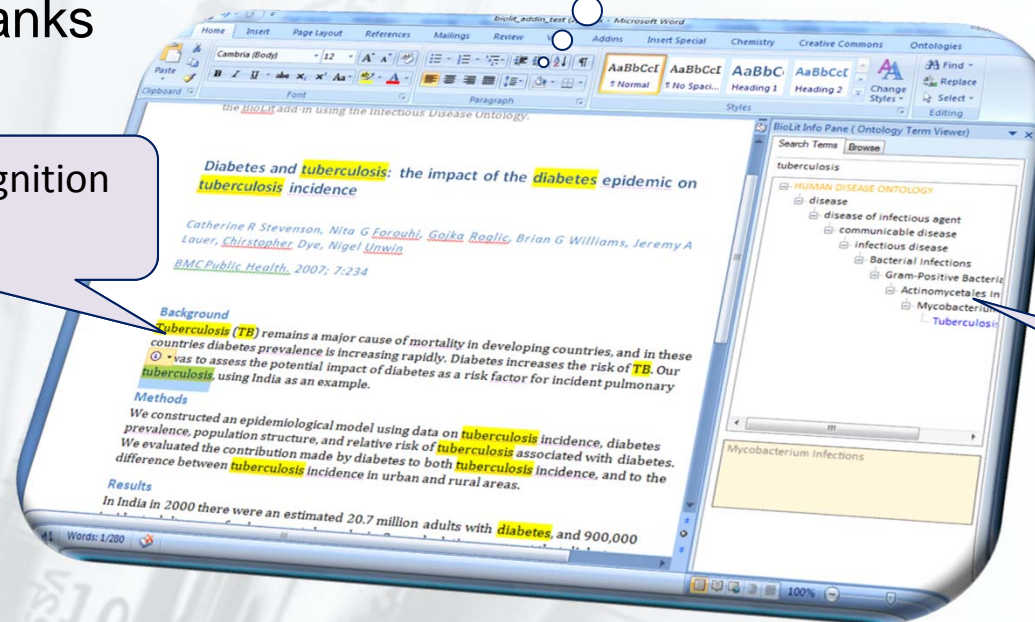 anks
gnition
biolit_addin_test
Microsoft Word
Home Insert Page Layout References Mailings Review Addins Insert Special Chemistry Creative Commons Ontologies
Cambria (Body) 12
AaBbCcI AaBbCcI AaBbC AaBbCcI
Find
Replace
Select
Paste
B I U abc Aa A
Normal No Spaci... Heading 1 Heading 2
Change Styles
Clipboard Font Paragraph Styles Editing
the BioLit add-in using the Infectious Disease Ontology.
Diabetes and tuberculosis: the impact of the diabetes epidemic on
tuberculosis incidence
Catherine R Stevenson, Nita G Forouhi, Gojka Roglic, Brian G Williams, Jeremy A
Lauer, Chirstopher Dye, Nigel Unwin
BMC Public Health, 2007; 7:234
Background
Tuberculosis (TB) remains a major cause of mortality in developing countries, and in these
countries diabetes prevalence is increasing rapidly. Diabetes increases the risk of TB. Our
vas to assess the potential impact of diabetes as a risk factor for incident pulmonary
tuberculosis, using India as an example.
Methods
We constructed an epidemiological model using data on tuberculosis incidence, diabetes
prevalence, population structure, and relative risk of tuberculosis associated with diabetes.
We evaluated the contribution made by diabetes to both tuberculosis incidence, and to the
difference between tuberculosis incidence in urban and rural areas.
Results
In India in 2000 there were an estimated 20.7 million adults with diabetes, and 900,000
BioLit Info Pane ( Ontology Term Viewer)
Search Terms Browse
tuberculosis
HUMAN DISEASE ONTOLOGY
disease
disease of infectious agent
communicable disease
infectious disease
Bacterial Infections
Gram-Positive Bacteria
Actinomycetales In
Mycobacterium
Tuberculosi
Mycobacterium Infections
Words: 1/280
100%